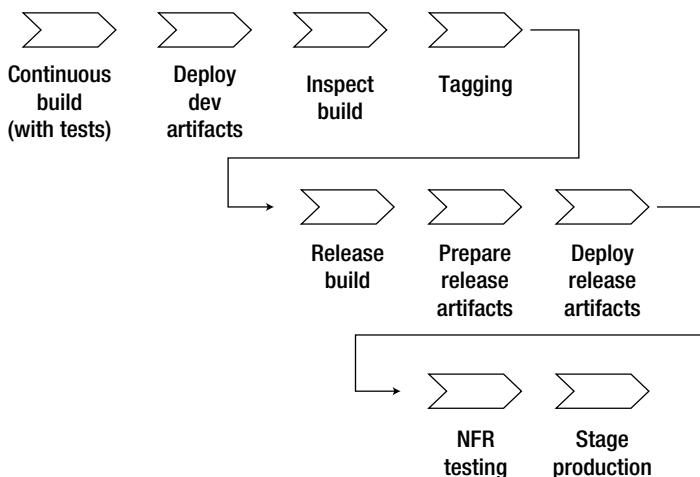 Continuous
build
(with tests)
Deploy
dev
artifacts
Inspect
build
Tagging
Release
build
Prepare
release
artifacts
Deploy
release
artifacts
NFR
testing
Stage
production